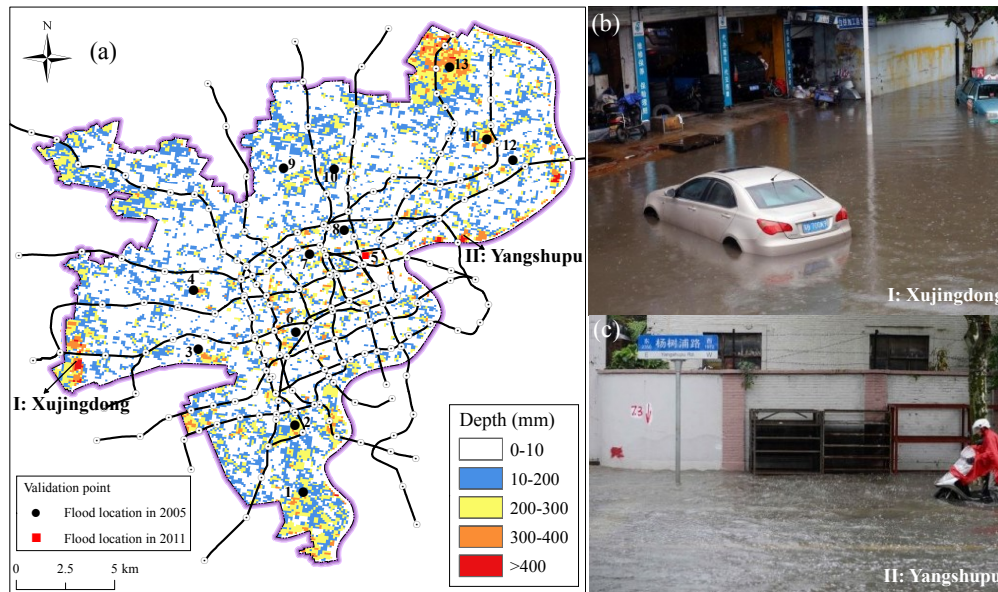 N
(a)
13
11
12
9
10
8
II: Yangshupu
5
4
6
3
I: Xujingdong
2
1
Depth (mm)
0-10
10-200
200-300
300-400
>400
Validation point
Flood location in 2005
Flood location in 2011
0 2.5 5 km
(b)
I: Xujingdong
(c)
杨树浦路
Yangshupu Rd.
W
23
II: Yangshupu